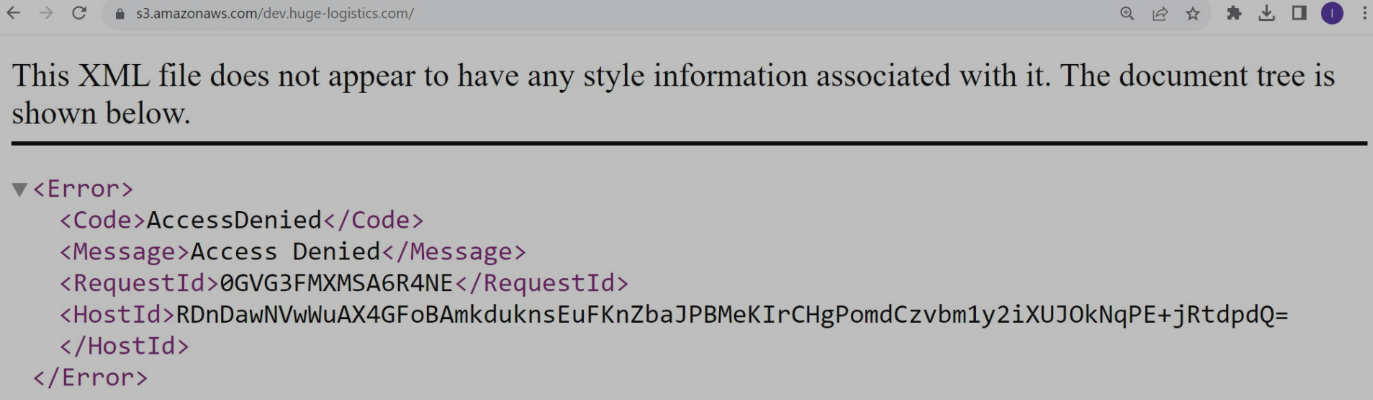 s3.amazonaws.com/dev.huge-logistics.com/
This XML file does not appear to have any style information associated with it. The document tree is
shown below.
▼<Error>
<Code>AccessDenied</Code>
<Message>Access Denied</Message>
<RequestId>0GVG3FMXMSA6R4NE</RequestId>
<HostId>RDnDawNVwWuAX4GFoBAmkduknsEuFKnZbaJPBMeKIrCHgPomdCzvbm1y2iXUJOkNqPE+jRtdpdQ=
</HostId>
</Error>